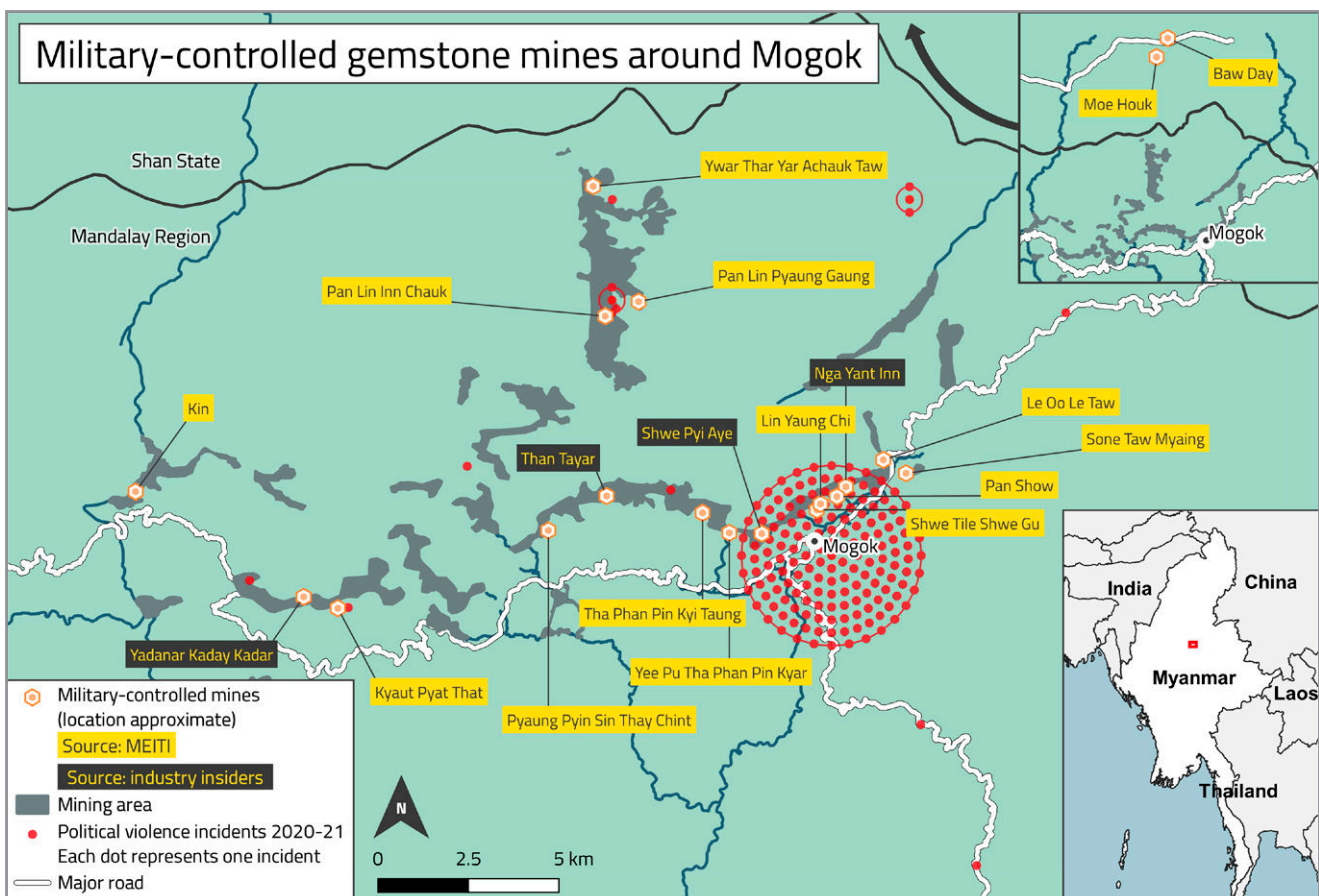 Military-controlled gemstone mines around Mogok
Baw Day
Moe Houk
Mogok
Shan State
Mandalay Region
Ywar Thar Yar Achauk Taw
Pan Lin Inn Chauk
Pan Lin Pyaung Gaung
Nga Yant Inn
Kin
Lin Yaung Chi
Le Oo Le Taw
Shwe Pyi Aye
Sone Taw Myaing
Than Tayar
Pan Show
Shwe Tile Shwe Gu
Mogok
Tha Phan Pin Kyi Taung
Yadanar Kaday Kadar
Yee Pu Tha Phan Pin Kyar
Kyaut Pyat That
Pyaung Pyin Sin Thay Chint
Military-controlled mines
(location approximate)
Source: MEITI
Source: industry insiders
Mining area
Political violence incidents 2020-21
Each dot represents one incident
Major road
N
0 2.5 5 km
India
China
Myanmar
Laos
Thailand